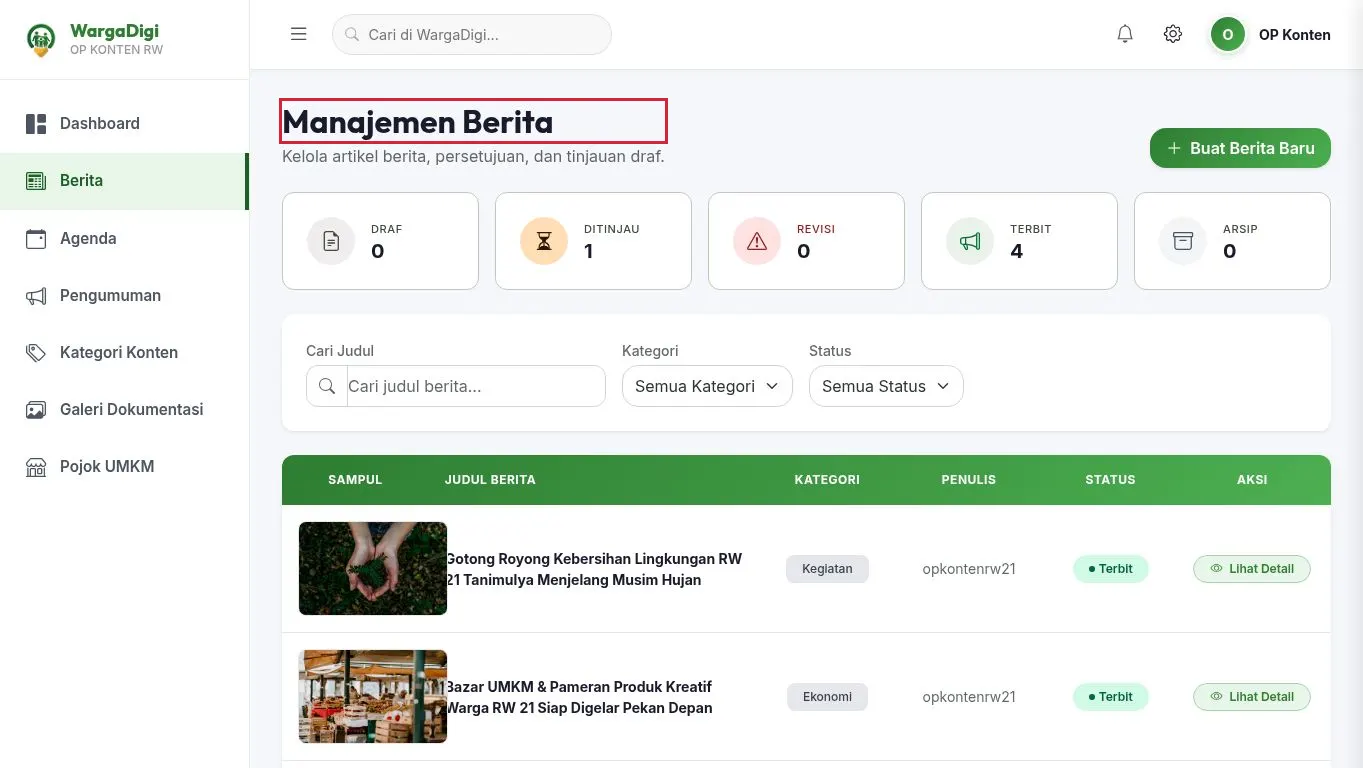 WargaDigi
OP KONTEN RW
Cari di WargaDigi...
O
OP Konten
Dashboard
Berita
Agenda
Pengumuman
Kategori Konten
Galeri Dokumentasi
Pojok UMKM
Manajemen Berita
Kelola artikel berita, persetujuan, dan tinjauan draf.
Buat Berita Baru
DRAF
0
DITINJAU
1
REVISI
0
TERBIT
4
ARSIP
0
Cari Judul
Kategori
Status
Cari judul berita...
Semua Kategori
Semua Status
SAMPUL JUDUL BERITA KATEGORI PENULIS STATUS AKSI
Gotong Royong Kebersihan Lingkungan RW
21 Tanimulya Menjelang Musim Hujan
Kegiatan
opkontenrw21
Terbit
Lihat Detail
Bazar UMKM & Pameran Produk Kreatif
Warga RW 21 Siap Digelar Pekan Depan
Ekonomi
opkontenrw21
Terbit
Lihat Detail